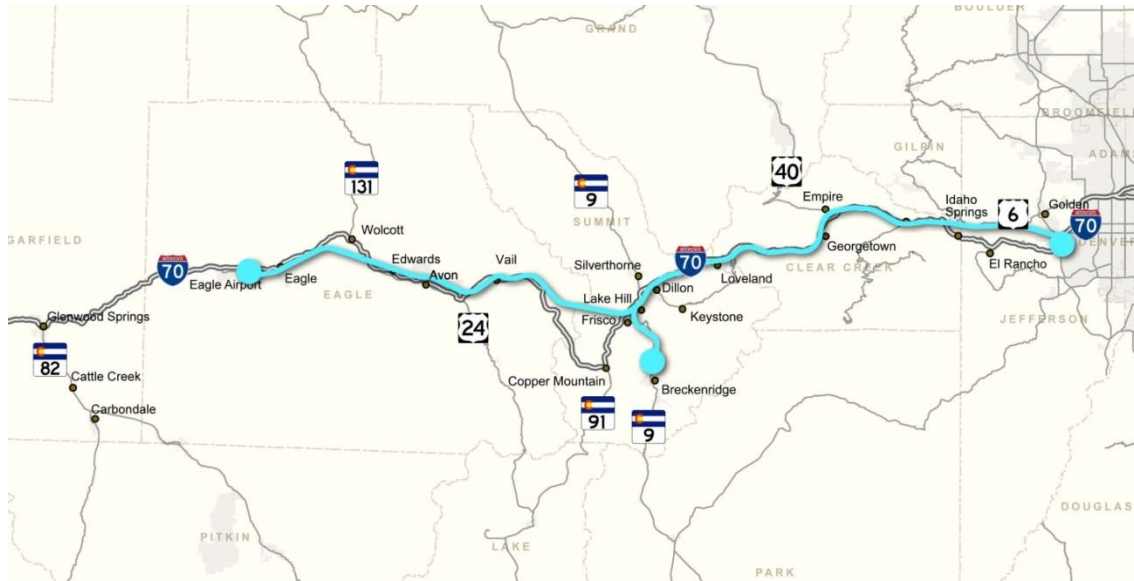 BOULDER
GRAND
BROOMFIELD
GILPIN
ADAM
131
9
40
Empire
Idaho
Springs
6
Golden
70
SUMMIT
Wolcott
GARFIELD
70
Eagle Airport
Eagle
EAGLE
Edwards
Avon
Vail
Silverthorne
70
Loveland
Georgetown
CLEAR CREEK
El Rancho
DENVER
Dillon
Lake Hill
Keystone
Frisco
JEFFERSON
Glenwood Springs
24
82
Cattle Creek
Carbondale
Copper Mountain
Breckenridge
91
9
DOUGLAS
PITKIN
LAKE
PARK